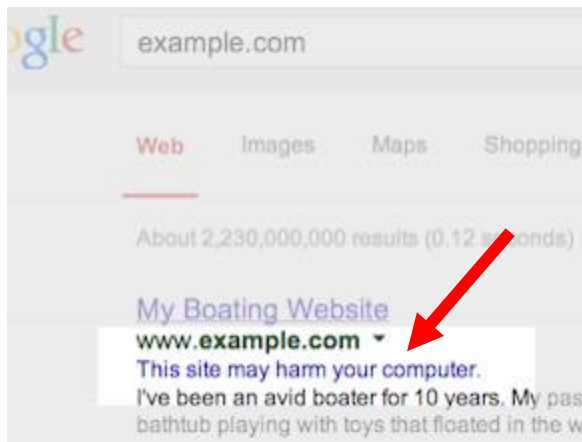 gle example.com
Web Images Maps Shopping
About 2,230,000,000 results (0.12 seconds)
My Boating Website
www.example.com
This site may harm your computer.
I've been an avid boater for 10 years. My pas
bathtub playing with toys that floated in the w